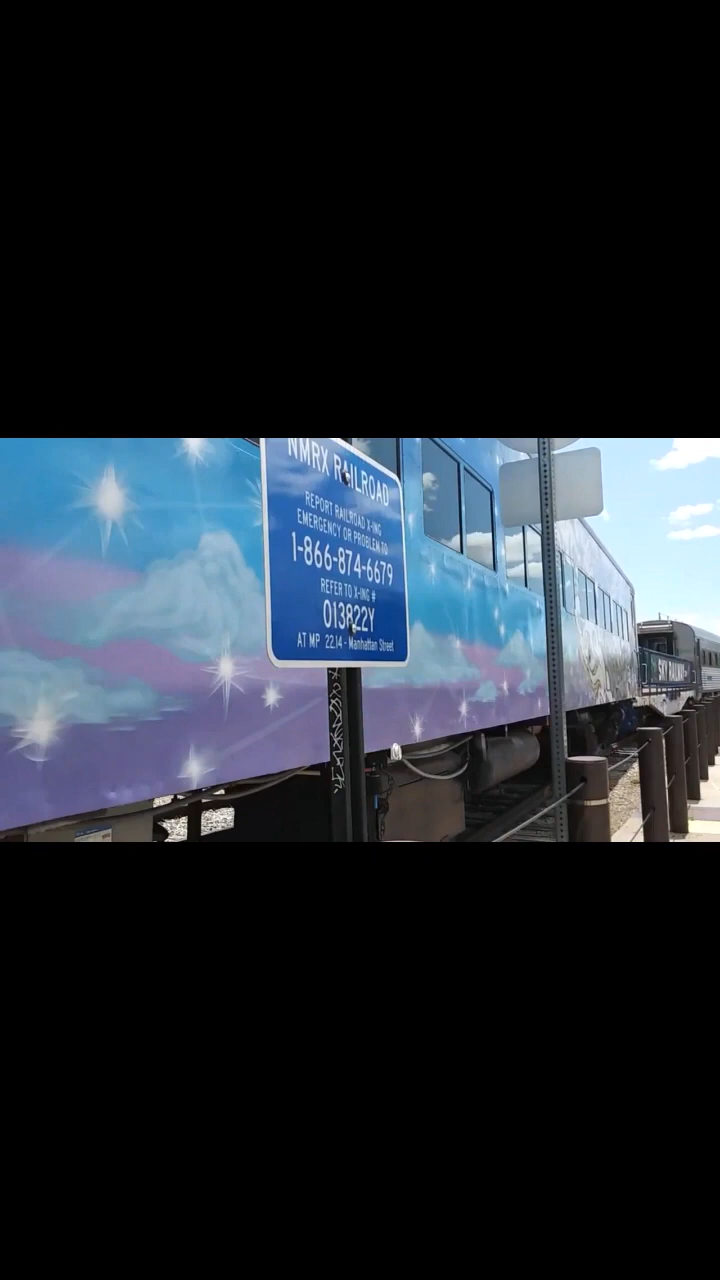 NMRX RAILROAD
REPORT RAILROAD X-ING
EMERGENCY OR PROBLEM TO
1-866-874-6679
REFER TO X-ING #
013822Y
AT MP 22.14 - Manhattan Street
SKY RAILWAY